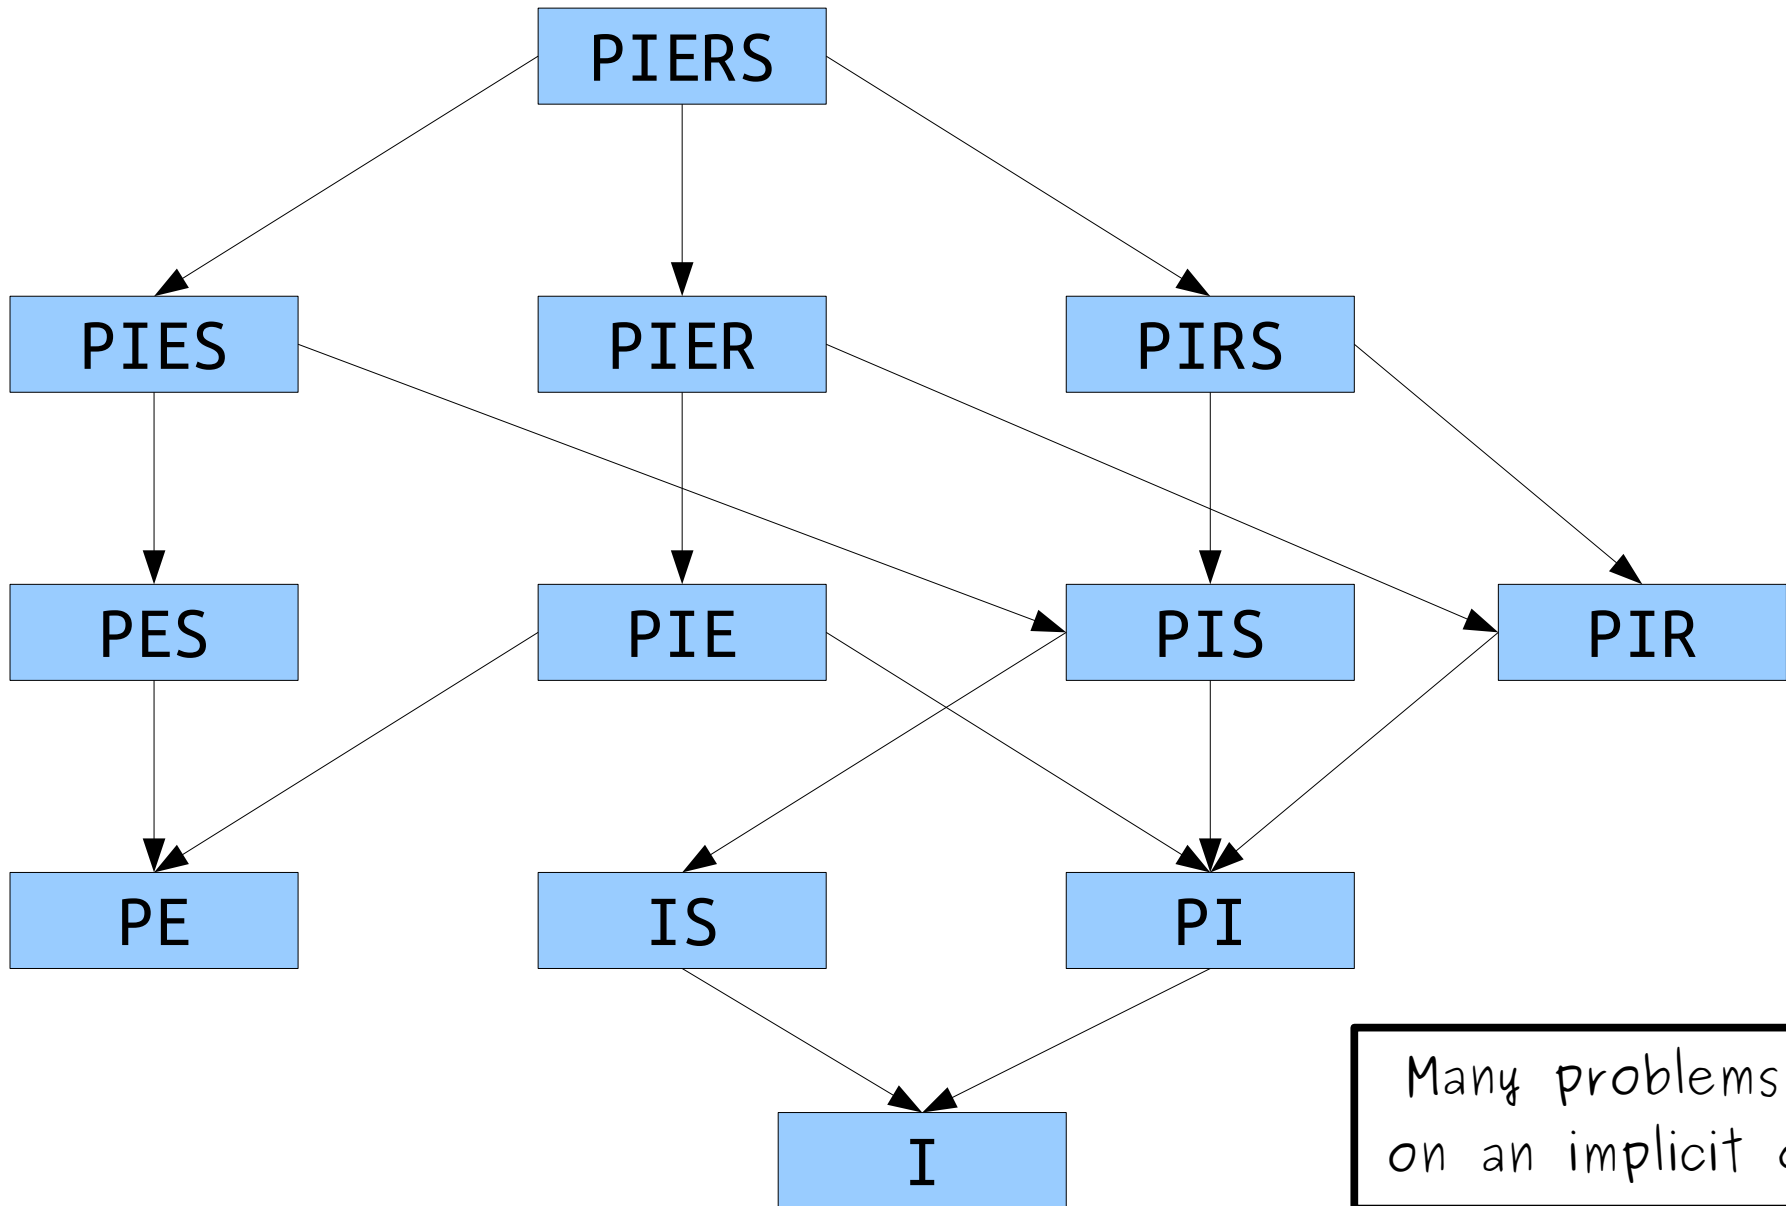 PIERS
PIES PIER PIRS
PES PIE PIS PIR
PE IS PI
I
Many problems
on an implicit